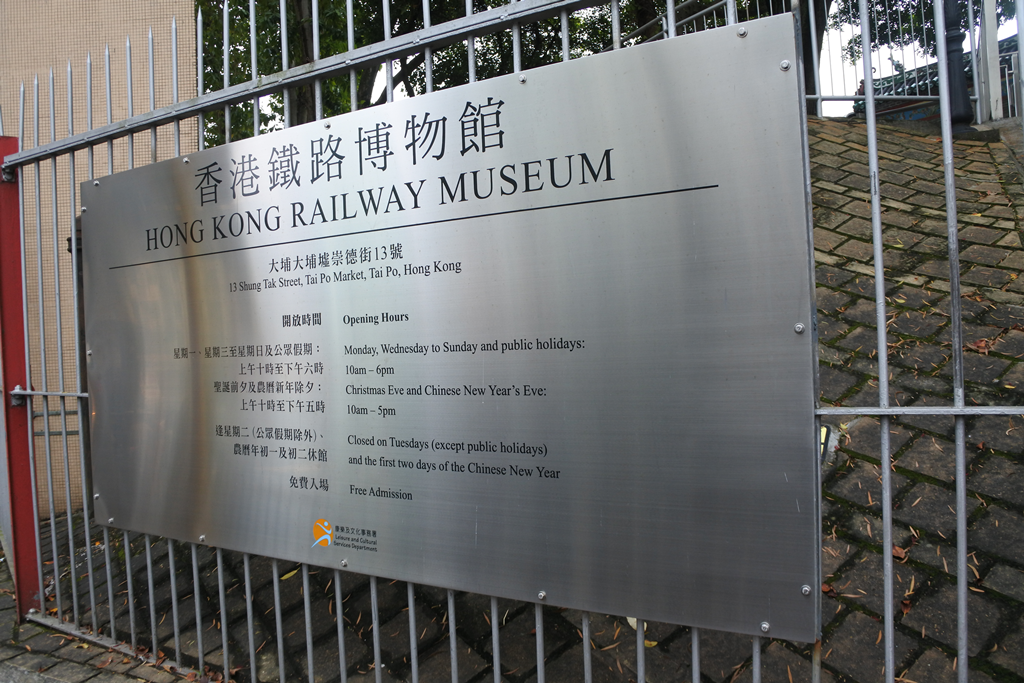 香港鐵路博物館
HONG KONG RAILWAY MUSEUM
大埔大埔墟崇德街13號
13 Shung Tak Street, Tai Po Market, Tai Po, Hong Kong
開放時間 Opening Hours
星期一、星期三至星期日及公眾假期： Monday, Wednesday to Sunday and public holidays:
上午十時至下午六時 10am – 6pm
聖誕前夕及農曆新年除夕： Christmas Eve and Chinese New Year's Eve:
上午十時至下午五時 10am – 5pm
逢星期二（公眾假期除外）、 Closed on Tuesdays (except public holidays)
農曆年初一及初二休館 and the first two days of the Chinese New Year
免費入場 Free Admission
康樂及文化事務署
Leisure and Cultural
Services Department